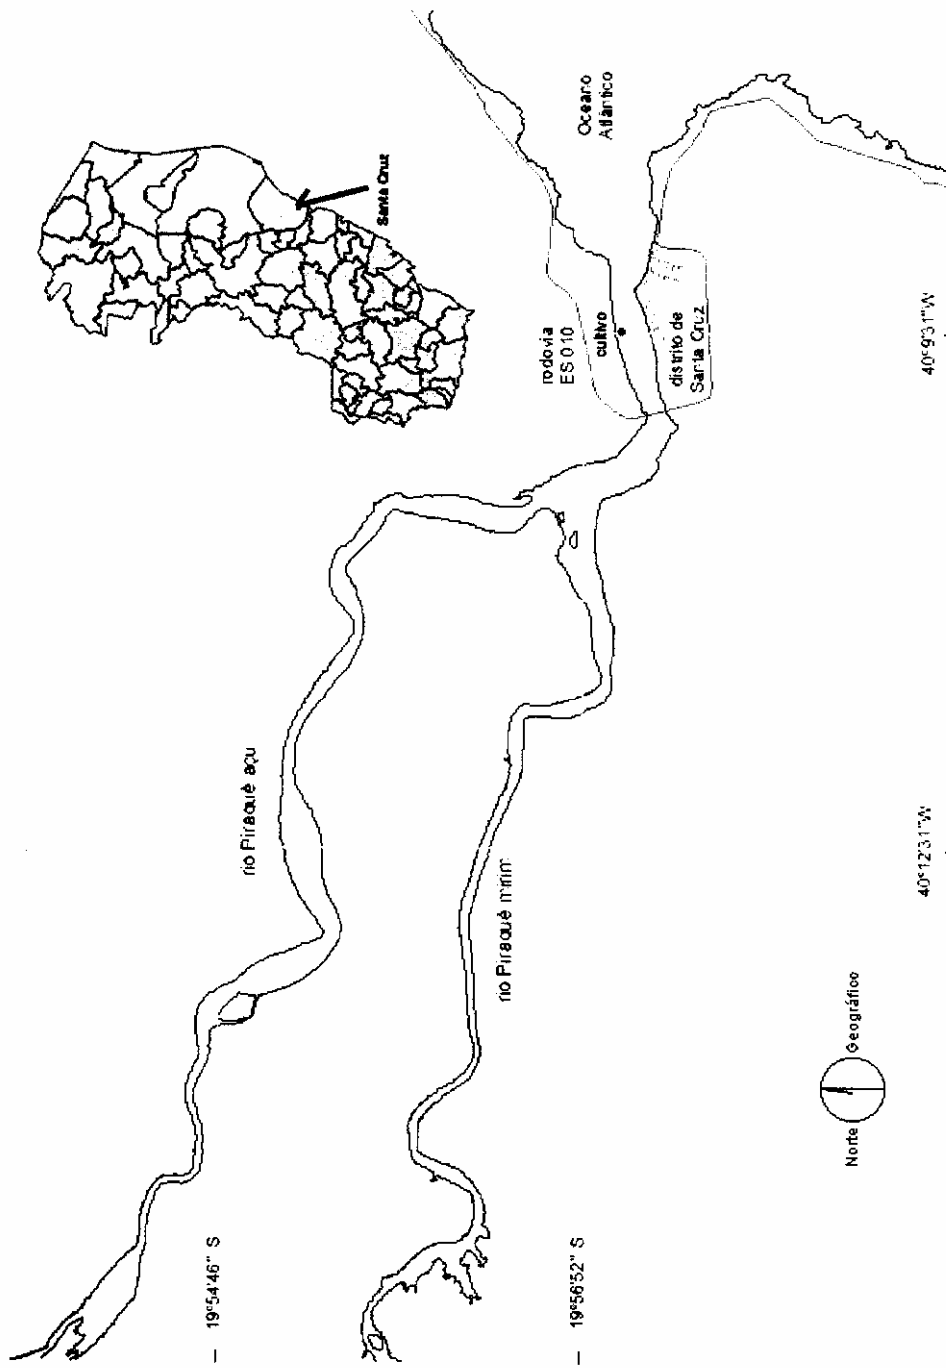 Oceano
Atlântico
Santa Cruz
rodovia
ES 010
cultivo
distrito de
Santa Cruz
rio Piraquê açu
rio Piraquê mirim
40°9'31"W
40°12'31"W
19°54'46" S
19°56'52" S
Norte
Geográfico